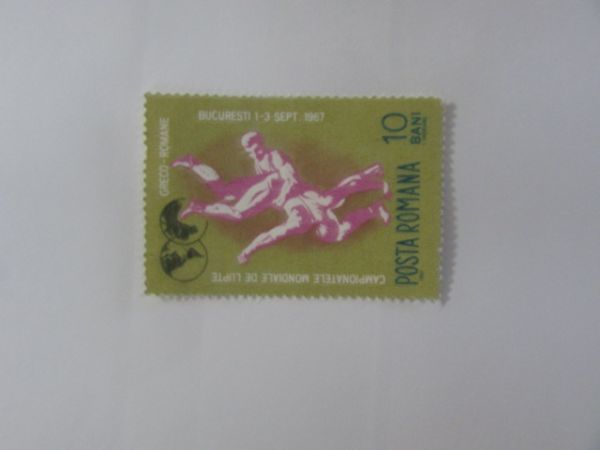 BUCURESTI 1-3 SEPT. 1967
GRECO-ROMANE
CAMPIONATELE MONDIALE DE LUPTE
10
BANI
POSTA ROMANA